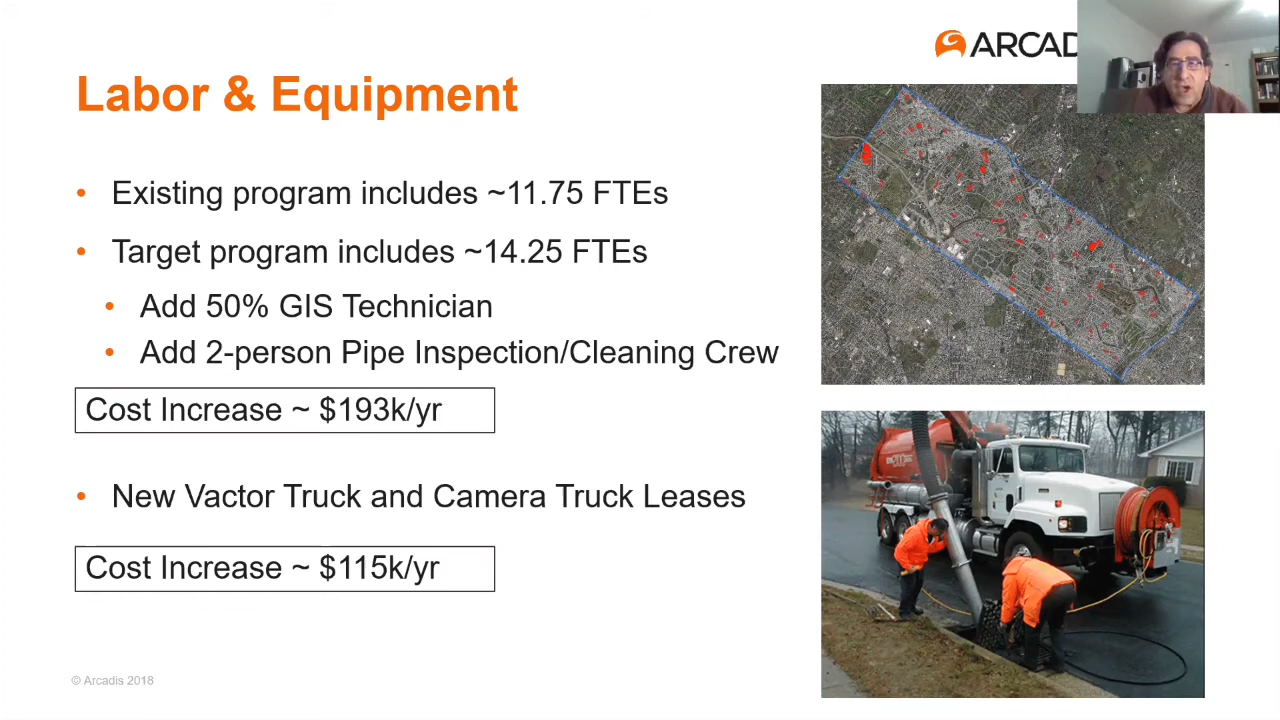 ARCAD
Labor & Equipment
• Existing program includes ~11.75 FTEs
• Target program includes ~14.25 FTEs
• Add 50% GIS Technician
• Add 2-person Pipe Inspection/Cleaning Crew
Cost Increase ~ $193k/yr
• New Vactor Truck and Camera Truck Leases
Cost Increase ~ $115k/yr
© Arcadis 2018